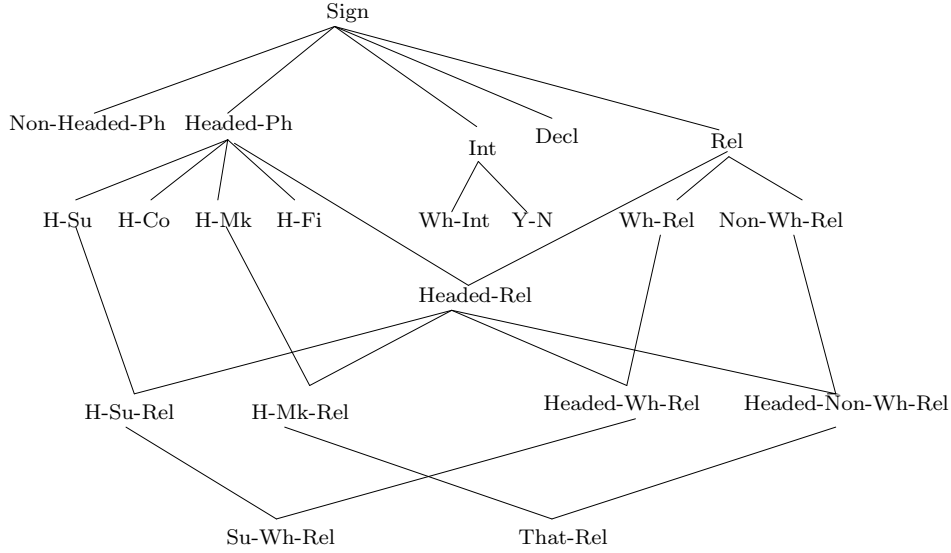 Sign
Non-Headed-Ph Headed-Ph
Int
Decl
Rel
H-Su H-Co H-Mk H-Fi Wh-Int Y-N Wh-Rel Non-Wh-Rel
Headed-Rel
H-Su-Rel H-Mk-Rel Headed-Wh-Rel Headed-Non-Wh-Rel
Su-Wh-Rel That-Rel